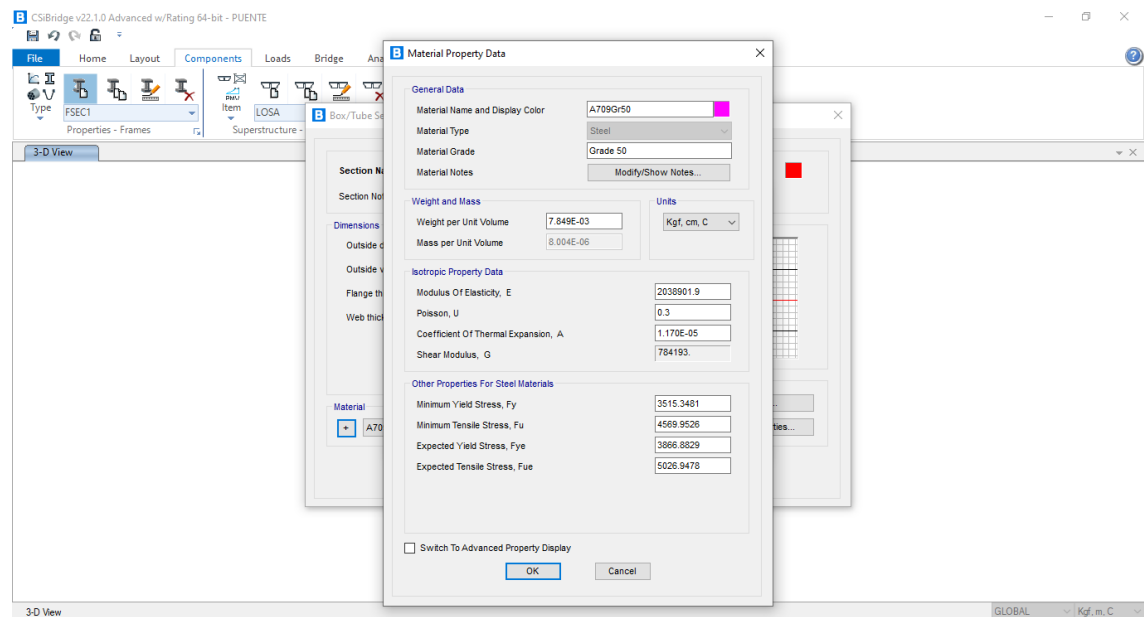 B CSiBridge v22.1.0 Advanced w/Rating 64-bit - PUENTE
File Home Layout Components Loads Bridge Ana
Type
FSEC1
Properties - Frames
PMV
Item
LOSA
Superstructure -
3-D View
B Box/Tube Se
Section Na
Section Not
Dimensions
Outside d
Outside v
Flange th
Web thick
Material
+ A70
..
ties...
B Material Property Data
General Data
Material Name and Display Color A709Gr50
Material Type Steel
Material Grade Grade 50
Material Notes Modify/Show Notes...
Weight and Mass
Weight per Unit Volume 7.849E-03
Mass per Unit Volume 8.004E-06
Units
Kgf, cm, C
Isotropic Property Data
Modulus Of Elasticity, E 2038901.9
Poisson, U 0.3
Coefficient Of Thermal Expansion, A 1.170E-05
Shear Modulus, G 784193.
Other Properties For Steel Materials
Minimum Yield Stress, Fy 3515.3481
Minimum Tensile Stress, Fu 4569.9526
Expected Yield Stress, Fye 3866.8829
Expected Tensile Stress, Fue 5026.9478
Switch To Advanced Property Display
OK Cancel
3-D View GLOBAL Kgf, m, C